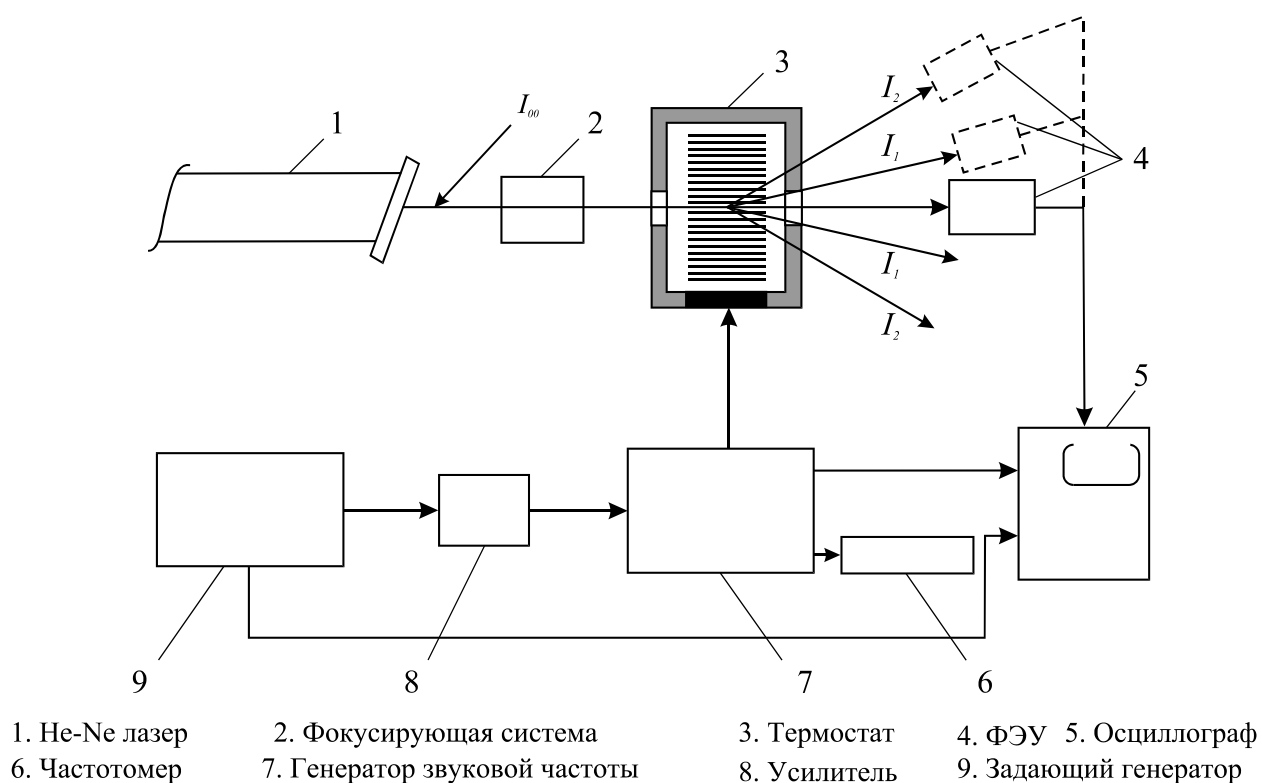 3
I₂
I₀₀
1
2
I₁
4
I₁
I₂
5
9
8
7
6
1. He-Ne лазер 2. Фокусирующая система 3. Термостат 4. ФЭУ 5. Осциллограф
6. Частотомер 7. Генератор звуковой частоты 8. Усилитель 9. Задающий генератор